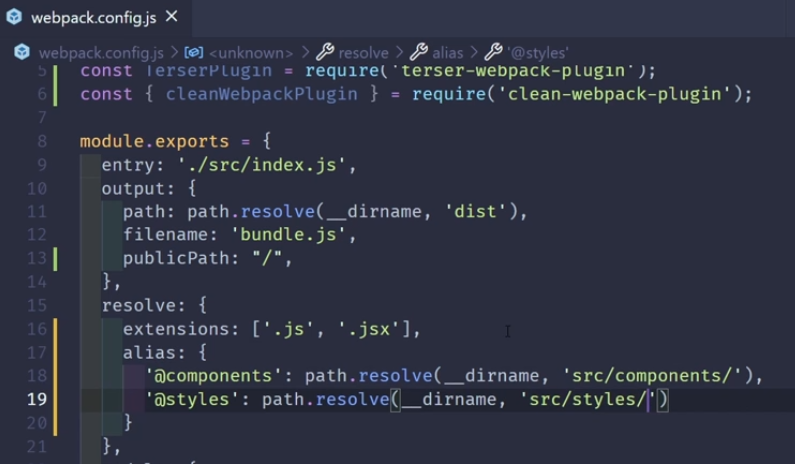 webpack.config.js ×
webpack.config.js > <unknown> > resolve > alias > '@styles'
5 const TerserPlugin = require('terser-webpack-plugin');
6 const { cleanWebpackPlugin } = require('clean-webpack-plugin');
7
8 module.exports = {
9 entry: './src/index.js',
10 output: {
11 path: path.resolve(__dirname, 'dist'),
12 filename: 'bundle.js',
13 publicPath: "/",
14 },
15 resolve: {
16 extensions: ['.js', '.jsx'],
17 alias: {
18 '@components': path.resolve(__dirname, 'src/components/'),
19 '@styles': path.resolve(__dirname, 'src/styles/')
20 }
21 },